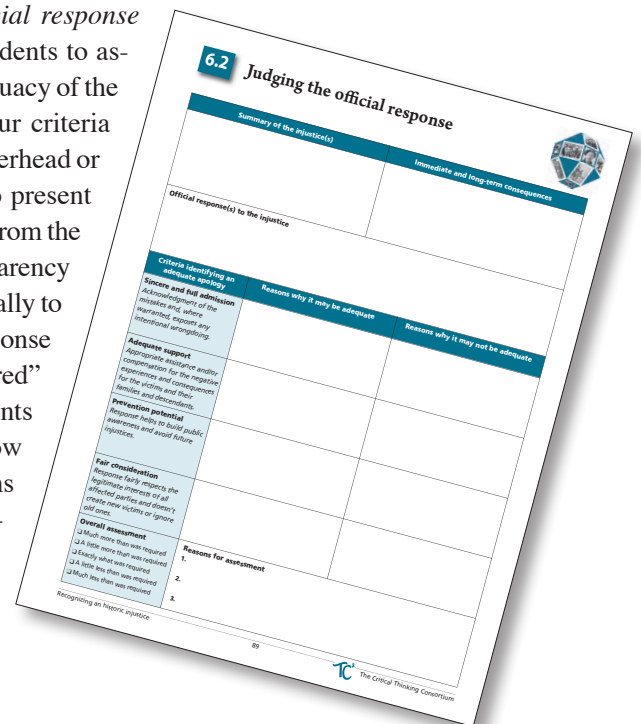 cial response
dents to as-
uacy of the
ur criteria
erhead or
present
rom the
arency
ally to
onse
red"
nts
ow
ns
-
6.2 Judging the official response
Summary of the injustice(s)
Immediate and long-term consequences
Official response(s) to the injustice
Criteria identifying an
adequate apology
Reasons why it may be adequate
Reasons why it may not be adequate
Sincere and full admission
Acknowledgment of the
mistakes and, where
warranted, exposes any
intentional wrongdoing.
Adequate support
Appropriate assistance and/or
compensation for the negative
experiences and consequences
for the victims and their
families and descendants.
Prevention potential
Response helps to build public
awareness and avoid future
injustices.
Fair consideration
Response fairly respects the
legitimate interests of all
affected parties and doesn't
create new victims or ignore
old ones.
Overall assessment
❏ Much more than was required
❏ A little more than was required
❏ Exactly what was required
❏ A little less than was required
❏ Much less than was required
Reasons for assessment
1.
2.
3.
Recognizing an historic injustice
89
TC² The Critical Thinking Consortium